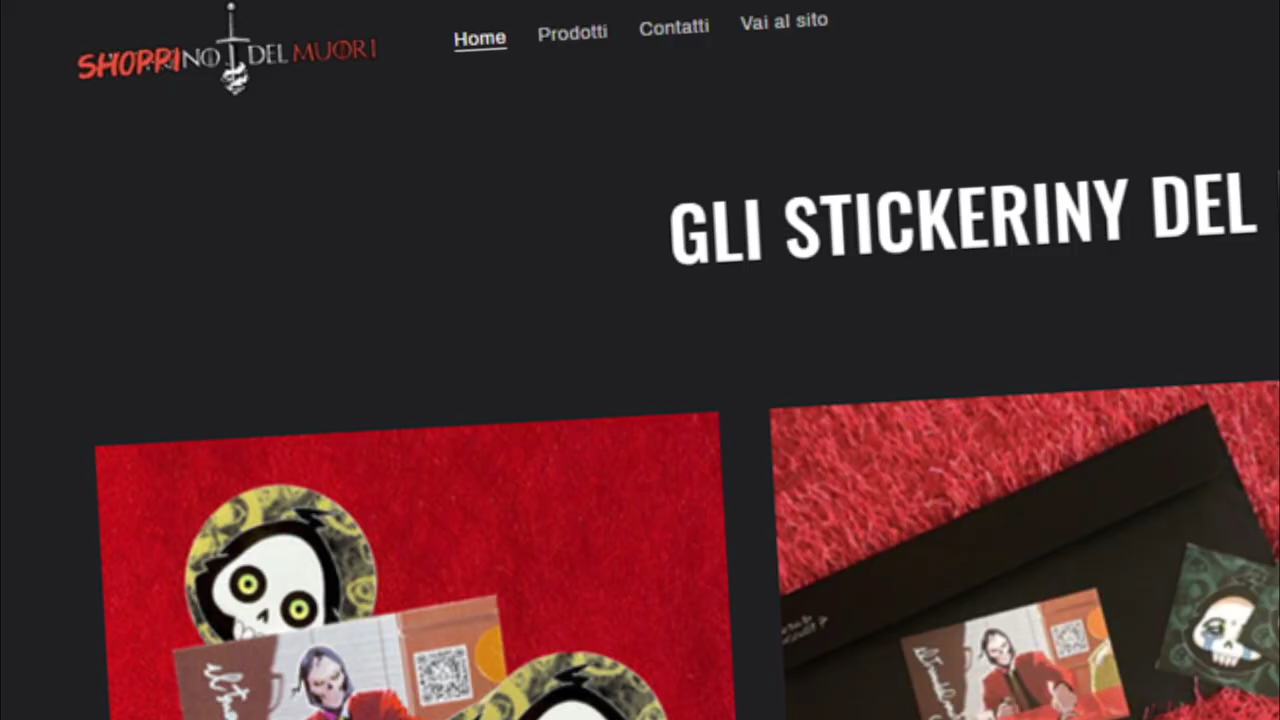 SHOPPINO DEL MUORI
Home Prodotti Contatti Vai al sito
GLI STICKERINY DEL